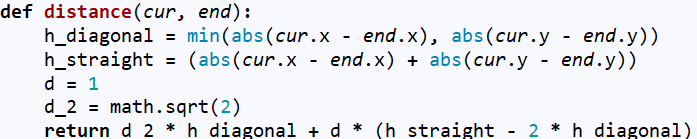 def distance(cur, end):
    h_diagonal = min(abs(cur.x - end.x), abs(cur.y - end.y))
    h_straight = (abs(cur.x - end.x) + abs(cur.y - end.y))
    d = 1
    d_2 = math.sqrt(2)
    return d_2 * h_diagonal + d * (h_straight - 2 * h_diagonal)